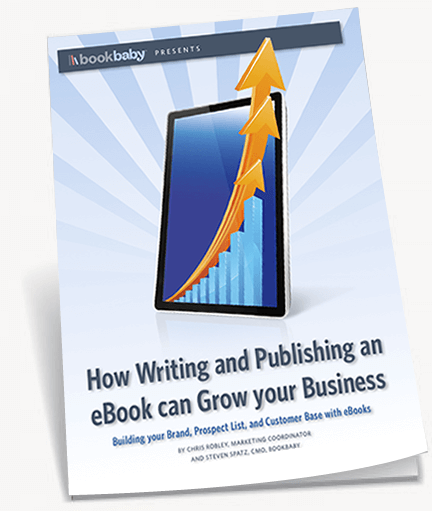 bookbaby PRESENTS
How Writing and Publishing an
eBook can Grow your Business
Building your Brand, Prospect List, and Customer Base with eBooks
BY CHRIS ROBLEY, MARKETING COORDINATOR
AND STEVEN SPATZ, CMO, BOOKBABY